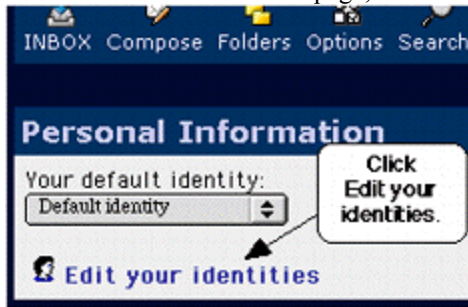 page,
INBOX Compose Folders Options Search
Personal Information
Your default identity:
Default identity
Click
Edit your
identities.
Edit your identities